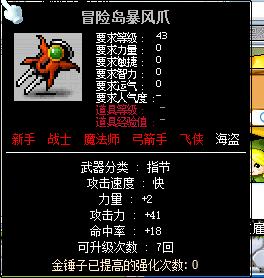 冒险岛暴风爪
要求等级： 43
要求力量： 0
要求敏捷： 0
要求智力： 0
要求运气： 0
要求人气度： -
道具等级： -
道具经验值： -
新手 战士 魔法师 弓箭手 飞侠 海盗
武器分类 : 指节
攻击速度 : 快
力量 : +2
攻击力 : +41
命中率 : +18
可升级次数 : 7回
金锤子已提高的强化次数: 0
雇